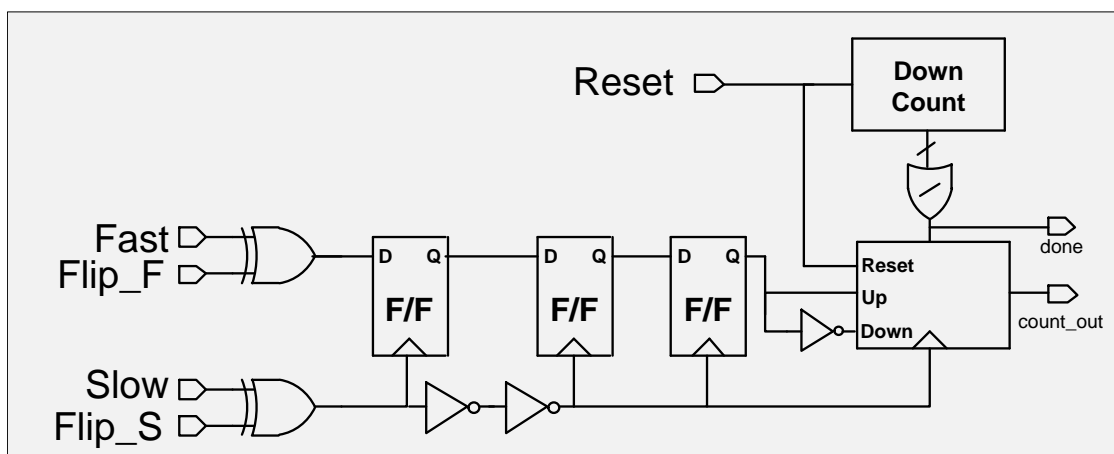 Reset
Down
Count
Fast
Flip_F
D Q
F/F
D Q
F/F
D Q
F/F
Reset
Up
Down
done
count_out
Slow
Flip_S